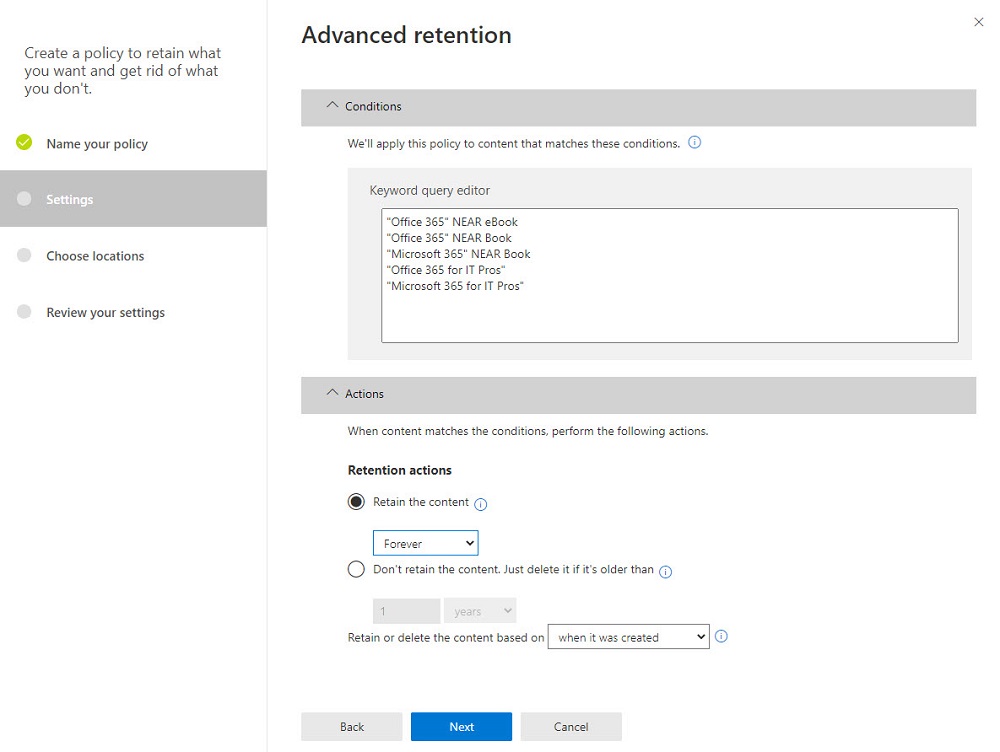 Create a policy to retain what
you want and get rid of what
you don't.
Name your policy
Settings
Choose locations
Review your settings
Advanced retention
Conditions
We'll apply this policy to content that matches these conditions.
Keyword query editor
"Office 365" NEAR eBook
"Office 365" NEAR Book
"Microsoft 365" NEAR Book
"Office 365 for IT Pros"
"Microsoft 365 for IT Pros"
Actions
When content matches the conditions, perform the following actions.
Retention actions
Retain the content
Forever
Don't retain the content. Just delete it if it's older than
1 years
Retain or delete the content based on when it was created
Back Next Cancel